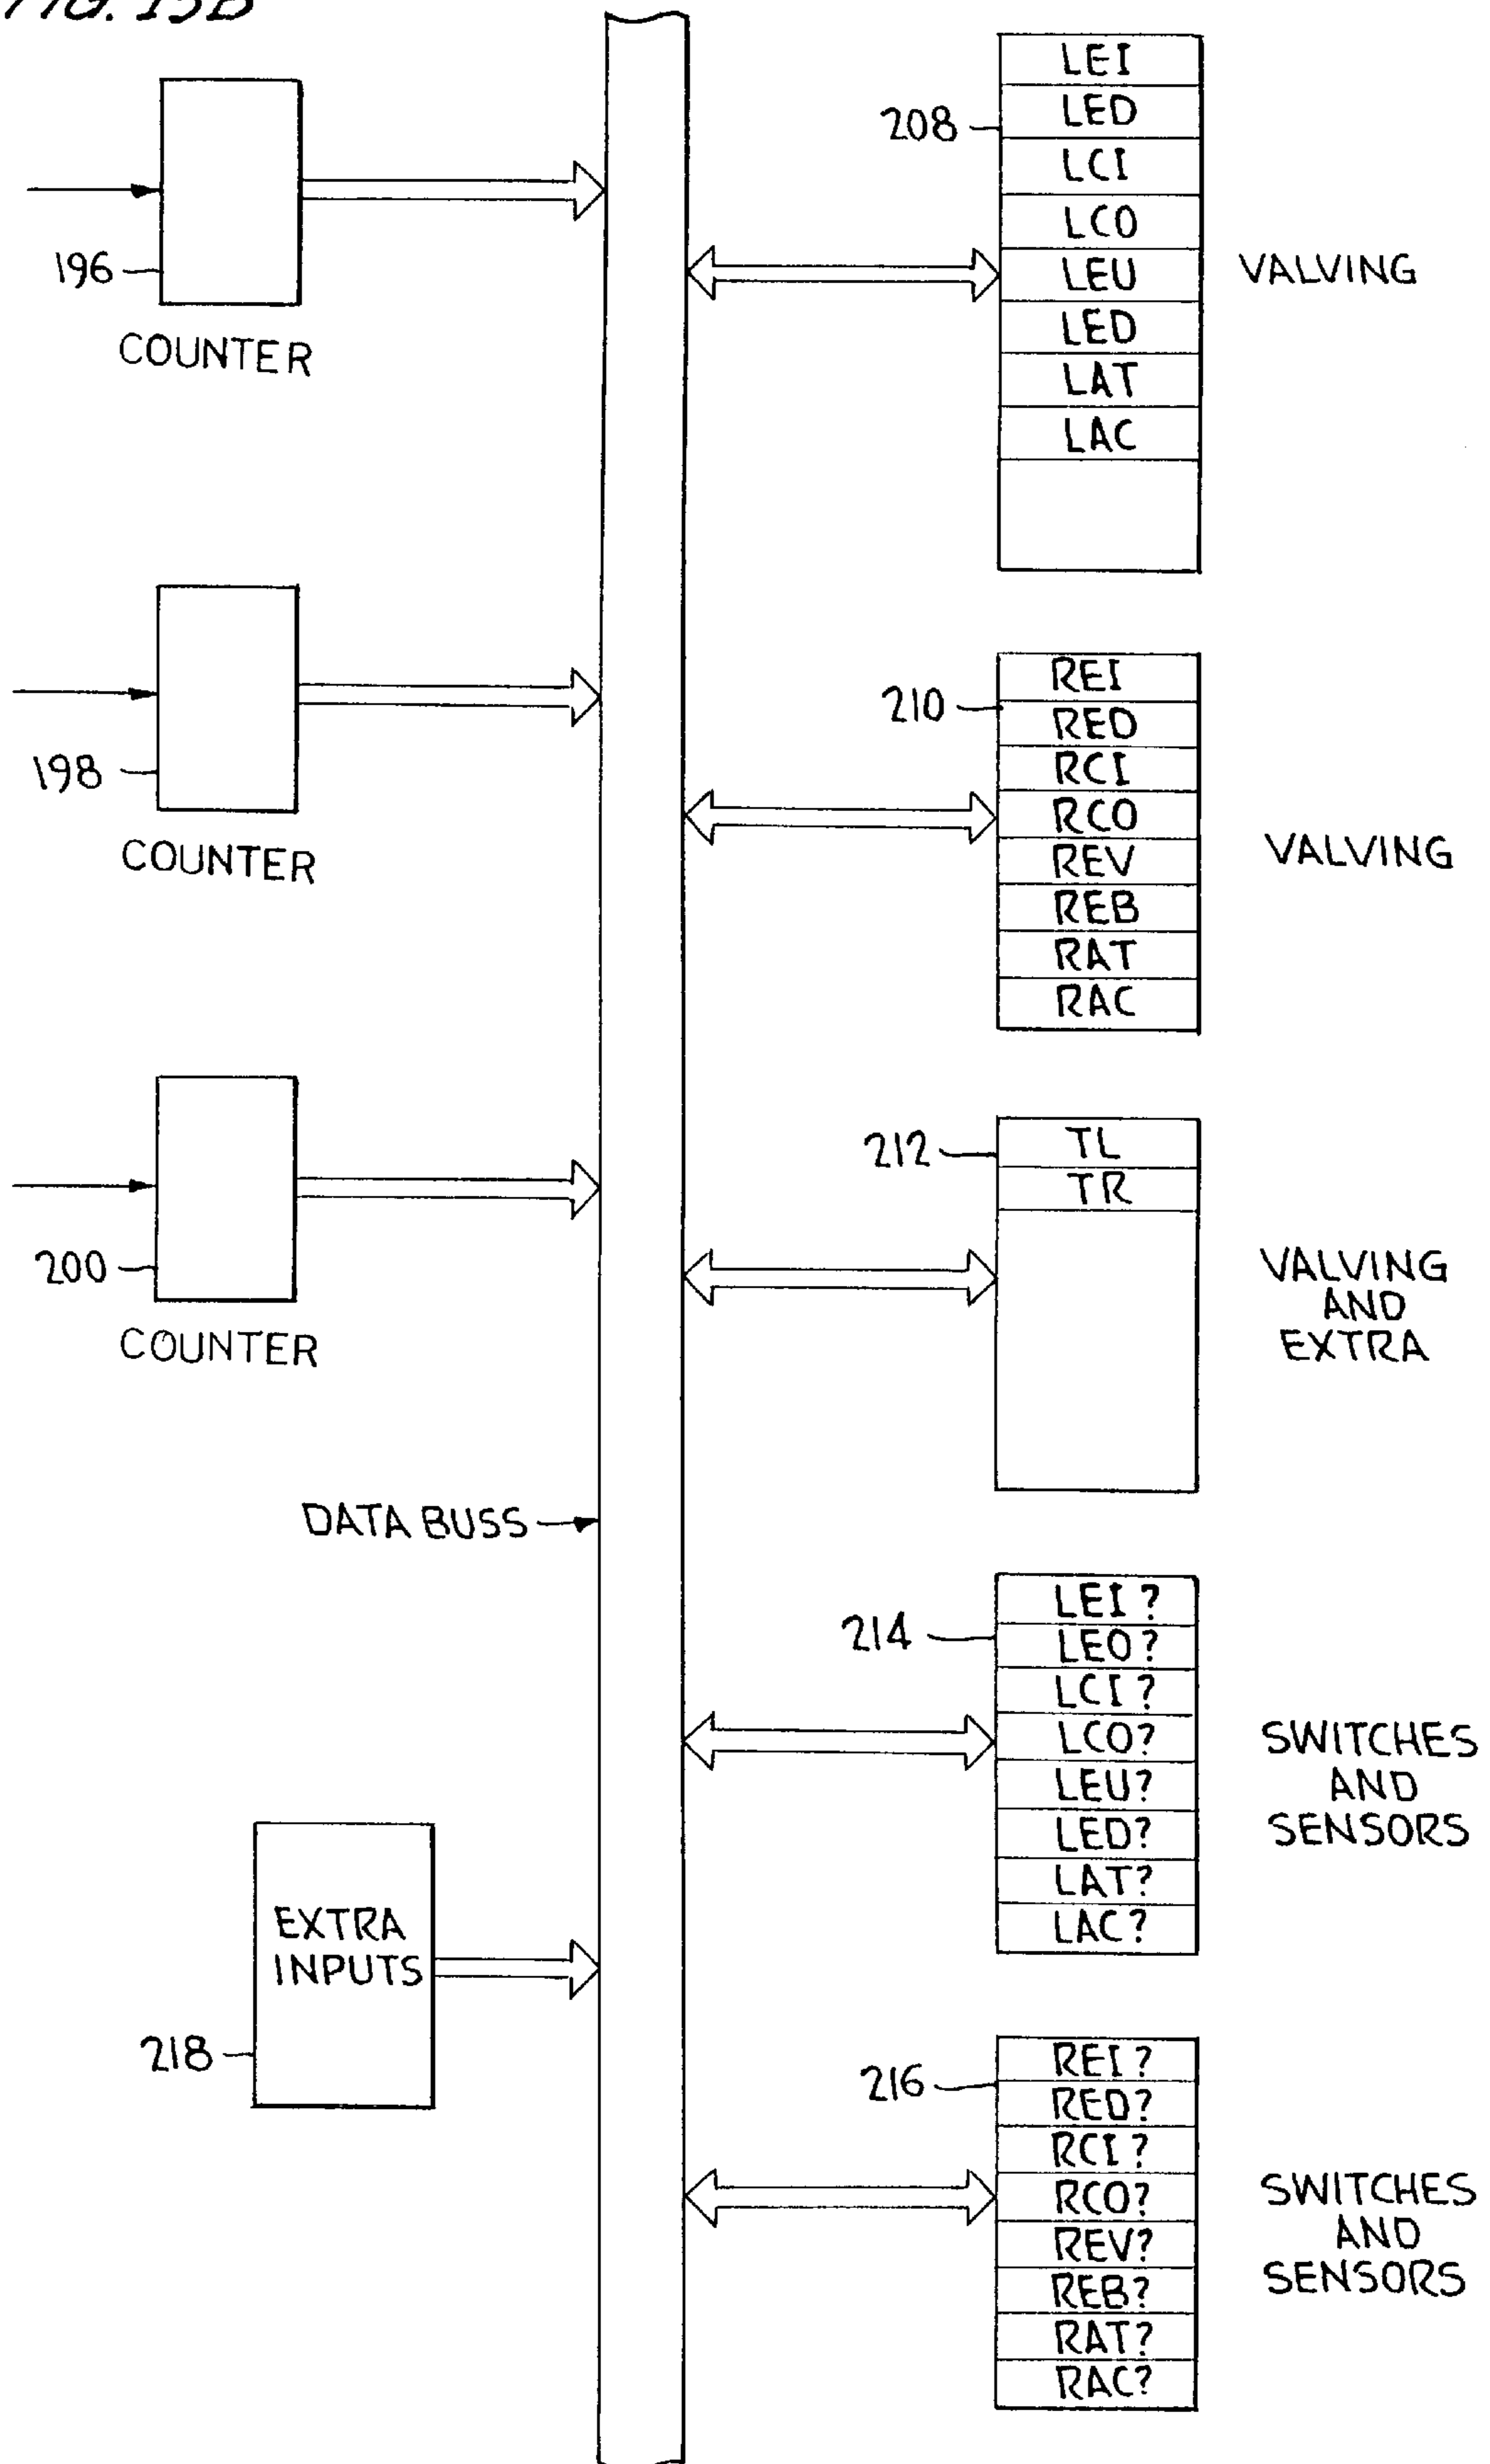 FIG. 15B
196
COUNTER
198
COUNTER
200
COUNTER
DATA BUSS
EXTRA
INPUTS
218
208
LEI
LED
LCI
LCO
LEU
LED
LAT
LAC
VALVING
210
REI
RED
RCI
RCO
REV
REB
RAT
RAC
VALVING
212
TL
TR
VALVING
AND
EXTRA
214
LEI?
LEO?
LCI?
LCO?
LEU?
LED?
LAT?
LAC?
SWITCHES
AND
SENSORS
216
REI?
RED?
RCI?
RCO?
REV?
REB?
RAT?
RAC?
SWITCHES
AND
SENSORS